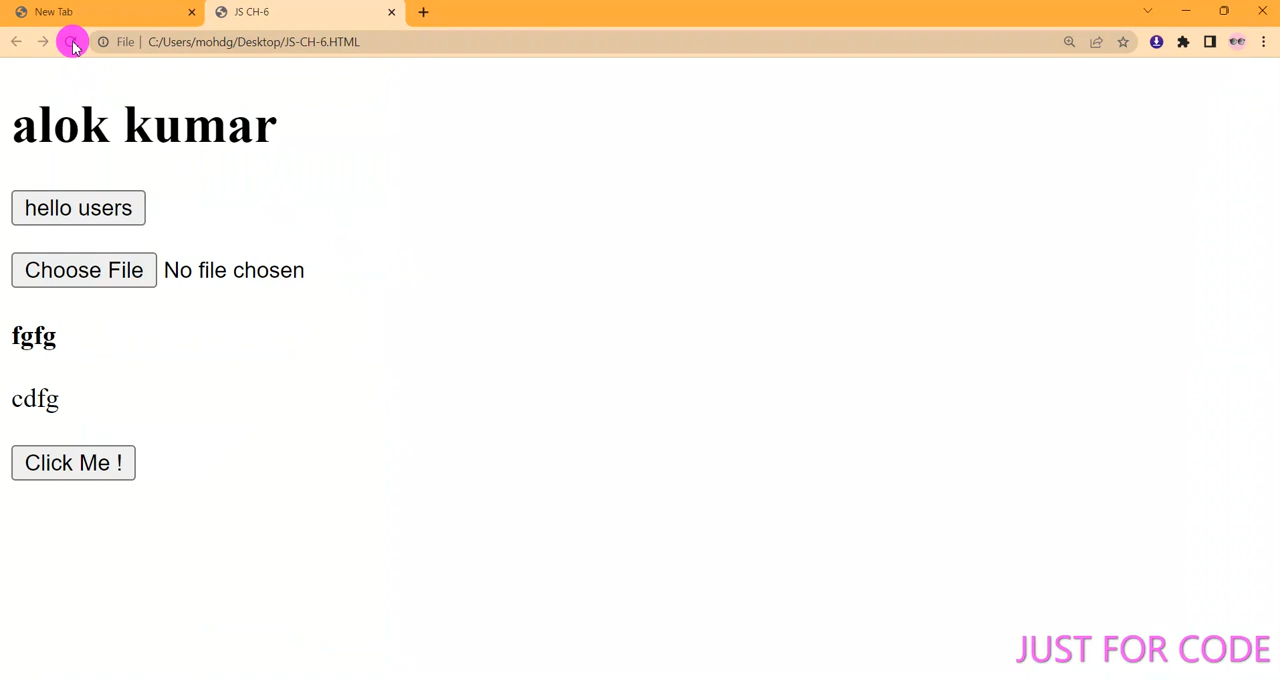 New Tab
JS CH-6
File | C:/Users/mohdg/Desktop/JS-CH-6.HTML
alok kumar
hello users
Choose File No file chosen
fgfg
cdfg
Click Me !
JUST FOR CODE